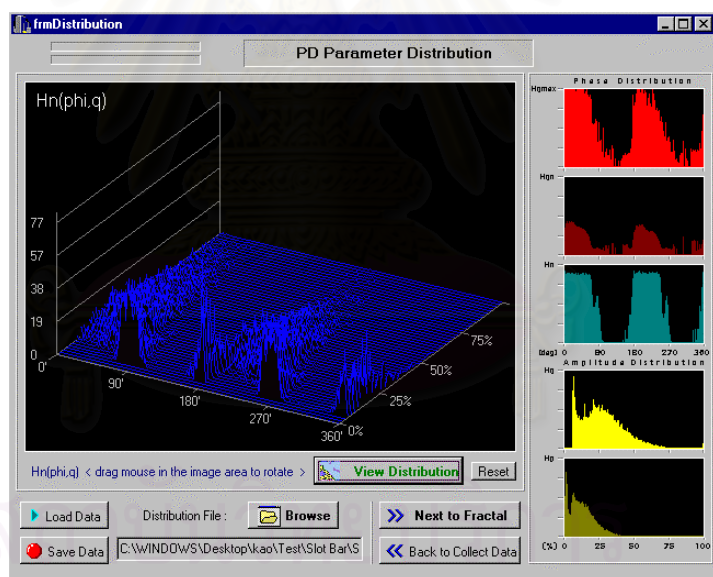 frmDistribution
PD Parameter Distribution
Hn(phi,q)
77
57
38
19
0
0'
90'
180'
270'
360'
0%
25%
50%
75%
Hn(phi,q) < drag mouse in the image area to rotate >
View Distribution
Reset
Load Data
Distribution File :
Browse
Save Data
C:\WINDOWS\Desktop\kao\Test\Slot Bar\S
Next to Fractal
Back to Collect Data
Phase Distribution
Hqmax
Hqn
Hn
(deg) 0 90 180 270 360
Amplitude Distribution
Hq
Hp
(%) 0 25 50 75 100